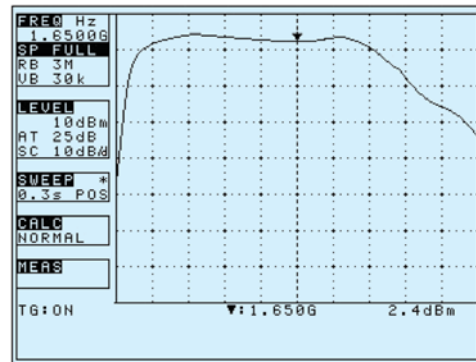 FREQ Hz
1.6500G
SP FULL
RB 3M
VB 30k
LEVEL
10dBm
AT 25dB
SC 10dB/d
SWEEP *
0.3s POS
CALC
NORMAL
MEAS
TG:ON ▼:1.650G 2.4dBm